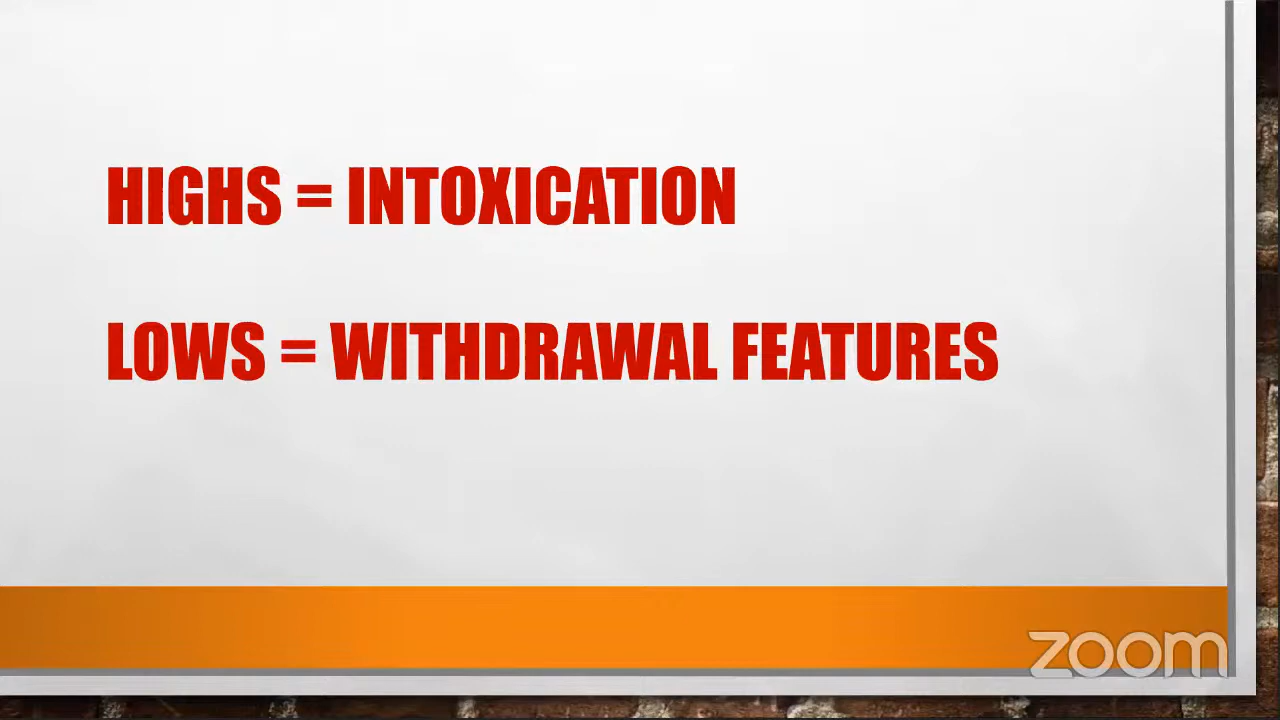 HIGHS = INTOXICATION
LOWS = WITHDRAWAL FEATURES
zoom